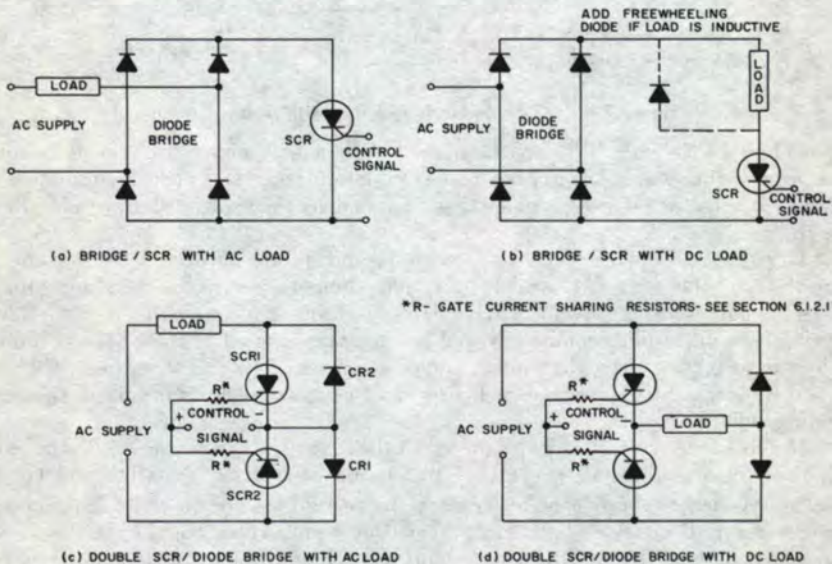 ADD FREEWHEELING
DIODE IF LOAD IS INDUCTIVE
LOAD
AC SUPPLY
DIODE
BRIDGE
SCR
CONTROL
SIGNAL
(a) BRIDGE / SCR WITH AC LOAD
LOAD
AC SUPPLY
DIODE
BRIDGE
SCR
CONTROL
SIGNAL
(b) BRIDGE / SCR WITH DC LOAD
*R- GATE CURRENT SHARING RESISTORS- SEE SECTION 6.1.2.1
LOAD
SCR1
CR2
R*
+ CONTROL -
AC SUPPLY
SIGNAL
R*
CR1
SCR2
(c) DOUBLE SCR/DIODE BRIDGE WITH AC LOAD
R*
+ CONTROL -
LOAD
AC SUPPLY
SIGNAL
R*
(d) DOUBLE SCR/DIODE BRIDGE WITH DC LOAD